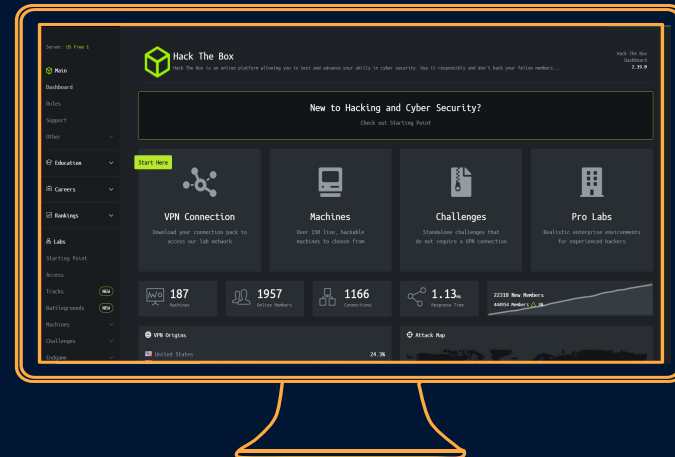 Server: US Free 1
Main
Dashboard
Rules
Support
Other
Education
Careers
Rankings
Labs
Starting Point
Access
Tracks NEW
Battlegrounds NEW
Machines
Challenges
Endgame
Hack The Box
Hack The Box is an online platform allowing you to test and advance your skills in cyber security. Use it responsibly and don't hack your fellow members...
Hack The Box
Dashboard
2.39.0
New to Hacking and Cyber Security?
Check out Starting Point
Start Here
VPN Connection
Download your connection pack to
access our lab network
Machines
Over 150 live, hackable
machines to choose from
Challenges
Standalone challenges that
do not require a VPN connection
Pro Labs
Realistic enterprise environments
for experienced hackers
187
Machines
1957
Online Members
1166
Connections
1.13ms
Response Time
22310 New Members
444954 Members
VPN Origins
United States 24.3%
Attack Map